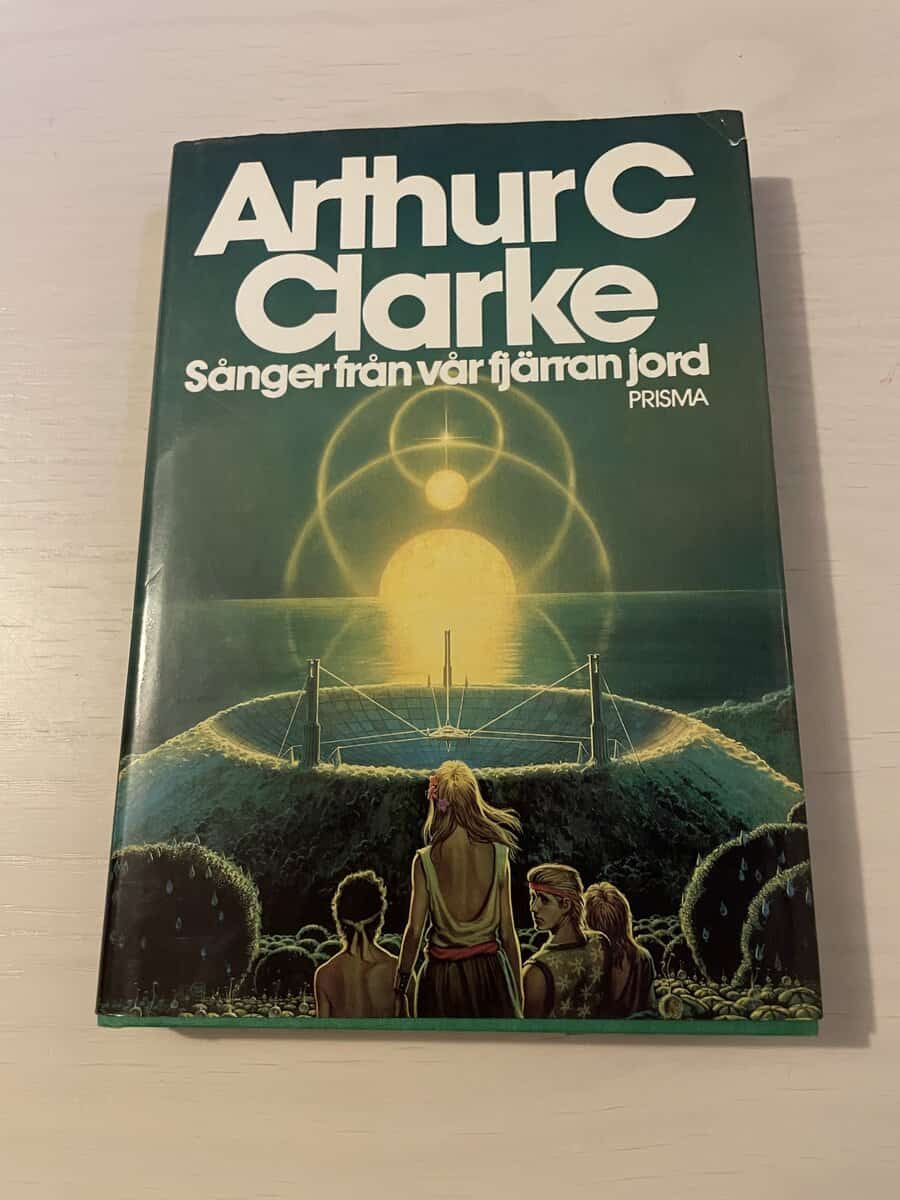 Arthur C
Clarke
Sånger från vår fjärran jord
PRISMA